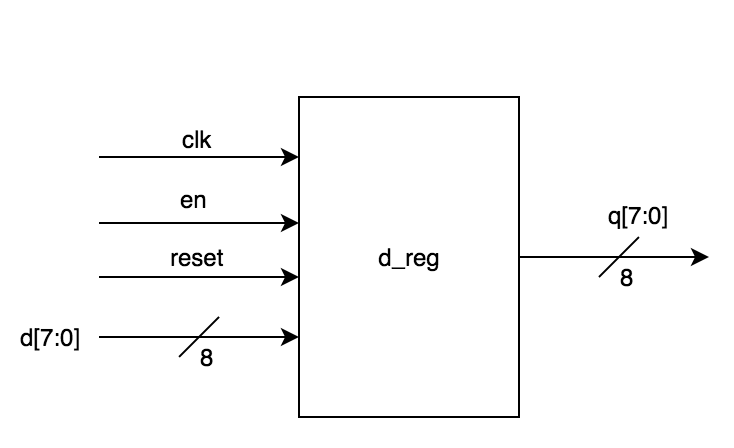 clk
en
reset
d[7:0]
8
d_reg
q[7:0]
8